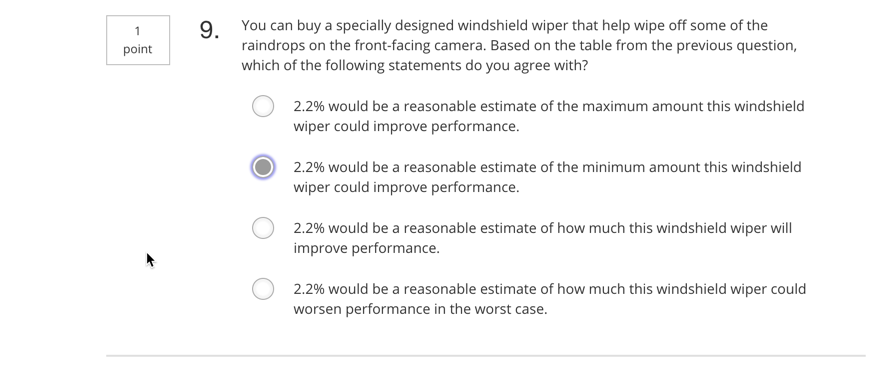 1
point
9.
You can buy a specially designed windshield wiper that help wipe off some of the
raindrops on the front-facing camera. Based on the table from the previous question,
which of the following statements do you agree with?
2.2% would be a reasonable estimate of the maximum amount this windshield
wiper could improve performance.
2.2% would be a reasonable estimate of the minimum amount this windshield
wiper could improve performance.
2.2% would be a reasonable estimate of how much this windshield wiper will
improve performance.
2.2% would be a reasonable estimate of how much this windshield wiper could
worsen performance in the worst case.